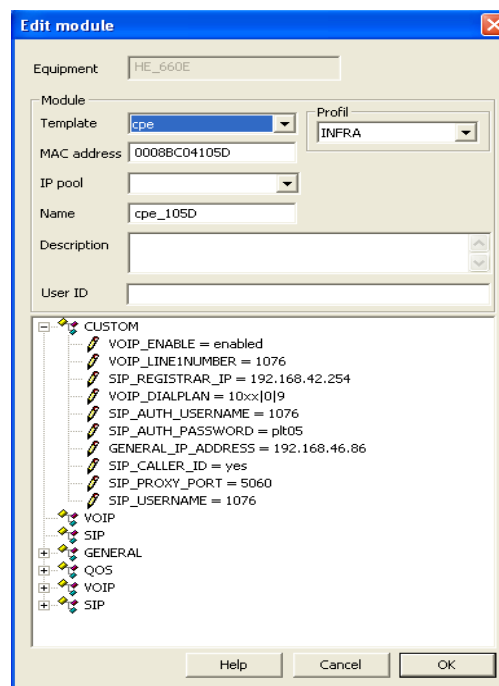 Edit module
Equipment HE_660E
Module
Template cpe
Profil
INFRA
MAC address 0008BC04105D
IP pool
Name cpe_105D
Description
User ID
CUSTOM
VOIP_ENABLE = enabled
VOIP_LINE1NUMBER = 1076
SIP_REGISTRAR_IP = 192.168.42.254
VOIP_DIALPLAN = 10xx|0|9
SIP_AUTH_USERNAME = 1076
SIP_AUTH_PASSWORD = plt05
GENERAL_IP_ADDRESS = 192.168.46.86
SIP_CALLER_ID = yes
SIP_PROXY_PORT = 5060
SIP_USERNAME = 1076
VOIP
SIP
GENERAL
QOS
VOIP
SIP
Help Cancel OK